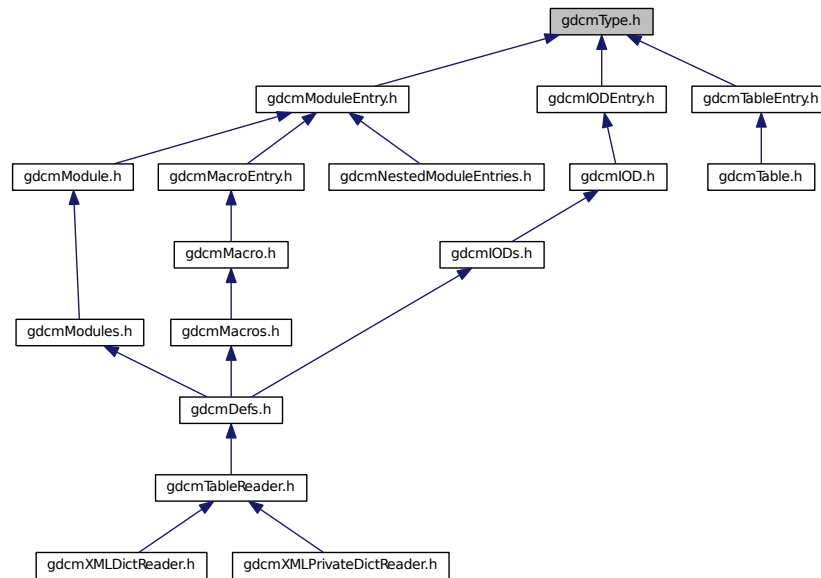 gdcmType.h
gdcmModuleEntry.h
gdcmIODEntry.h
gdcmTableEntry.h
gdcmModule.h
gdcmMacroEntry.h
gdcmNestedModuleEntries.h
gdcmIOD.h
gdcmTable.h
gdcmMacro.h
gdcmIODs.h
gdcmModules.h
gdcmMacros.h
gdcmDefs.h
gdcmTableReader.h
gdcmXMLDictReader.h
gdcmXMLPrivateDictReader.h